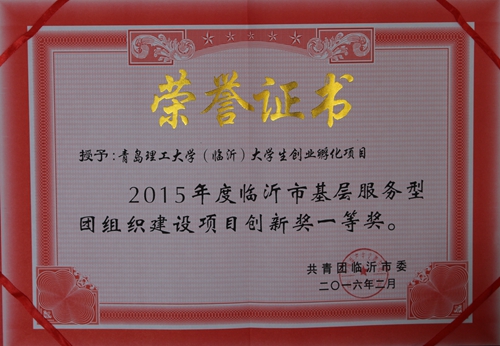 荣誉证书
授予：青岛理工大学（临沂）大学生创业孵化项目
2015年度临沂市基层服务型
团组织建设项目创新奖一等奖。
共青团临沂市委
二〇一六年二月